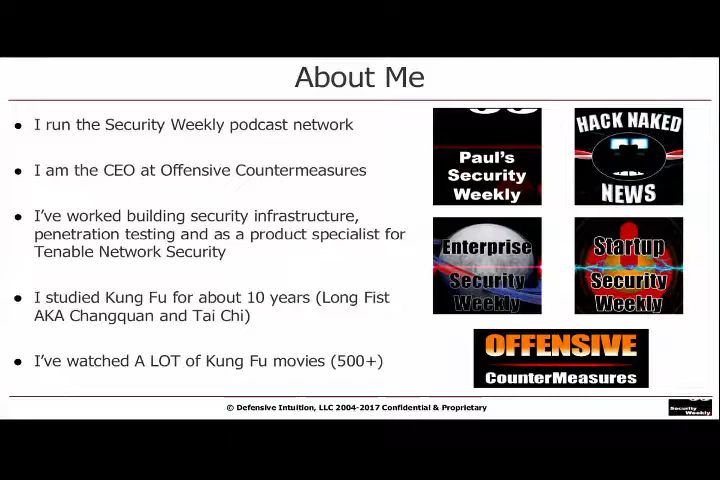 About Me
● I run the Security Weekly podcast network
● I am the CEO at Offensive Countermeasures
● I've worked building security infrastructure,
penetration testing and as a product specialist for
Tenable Network Security
● I studied Kung Fu for about 10 years (Long Fist
AKA Changquan and Tai Chi)
● I've watched A LOT of Kung Fu movies (500+)
Paul's
Security
Weekly
HACK NAKED
NEWS
Enterprise
Security
Weekly
Startup
Security
Weekly
OFFENSIVE
CounterMeasures
© Defensive Intuition, LLC 2004-2017 Confidential & Proprietary
Security
Weekly